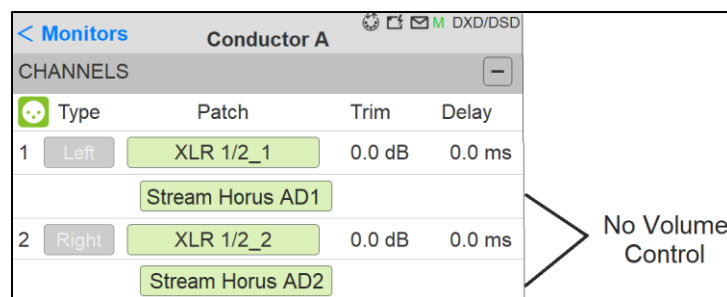 < Monitors Conductor A M DXD/DSD
CHANNELS −
Type Patch Trim Delay
1 Left XLR 1/2_1 0.0 dB 0.0 ms
Stream Horus AD1
2 Right XLR 1/2_2 0.0 dB 0.0 ms
Stream Horus AD2
No Volume
Control